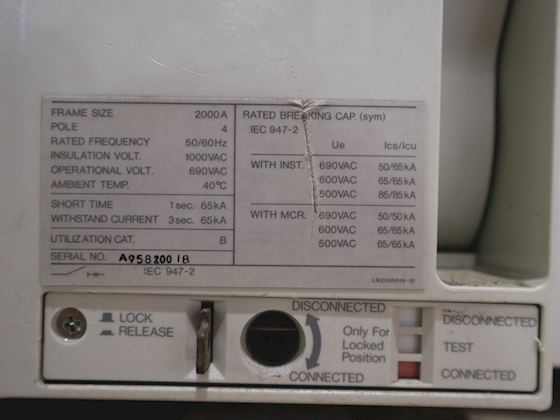 FRAME SIZE 2000A
POLE 4
RATED FREQUENCY 50/60Hz
INSULATION VOLT. 1000VAC
OPERATIONAL VOLT. 690VAC
AMBIENT TEMP. 40°C
SHORT TIME 1sec. 65kA
WITHSTAND CURRENT 3sec. 65kA
UTILIZATION CAT. B
SERIAL NO. A9582001B
IEC 947-2
RATED BREAKING CAP. (sym)
IEC 947-2
Ue Ics/Icu
WITH INST. 690VAC 50/65kA
600VAC 65/65kA
500VAC 85/85kA
WITH MCR. 690VAC 50/50kA
600VAC 65/65kA
500VAC 65/65kA
LOCK
RELEASE
DISCONNECTED
Only For
Locked
Position
CONNECTED
DISCONNECTED
TEST
CONNECTED